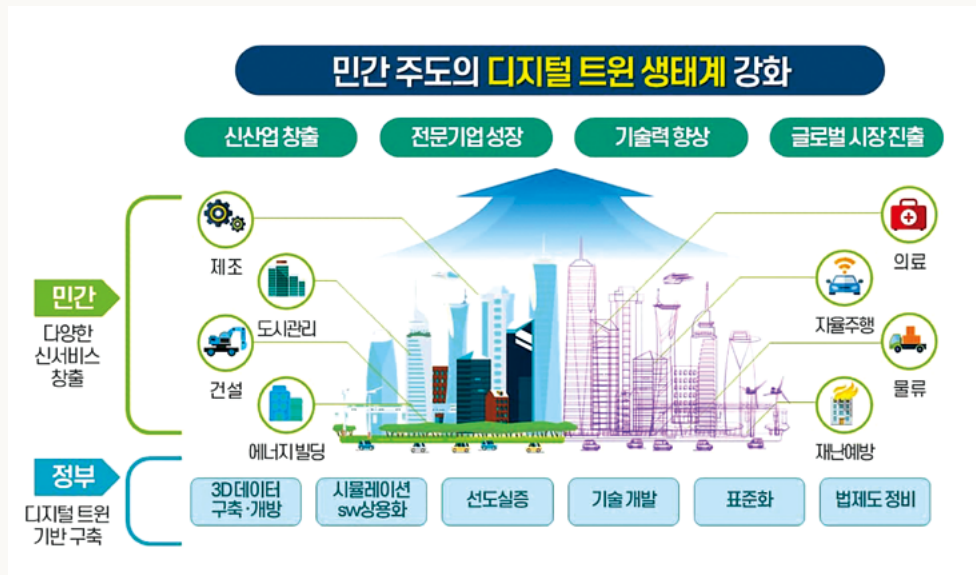 민간 주도의 디지털 트윈 생태계 강화
신산업 창출
전문기업 성장
기술력 향상
글로벌 시장 진출
민간
다양한
신서비스
창출
제조
도시관리
건설
에너지 빌딩
의료
자율주행
물류
재난예방
정부
디지털 트윈
기반 구축
3D 데이터
구축·개방
시뮬레이션
sw상용화
선도실증
기술 개발
표준화
법제도 정비